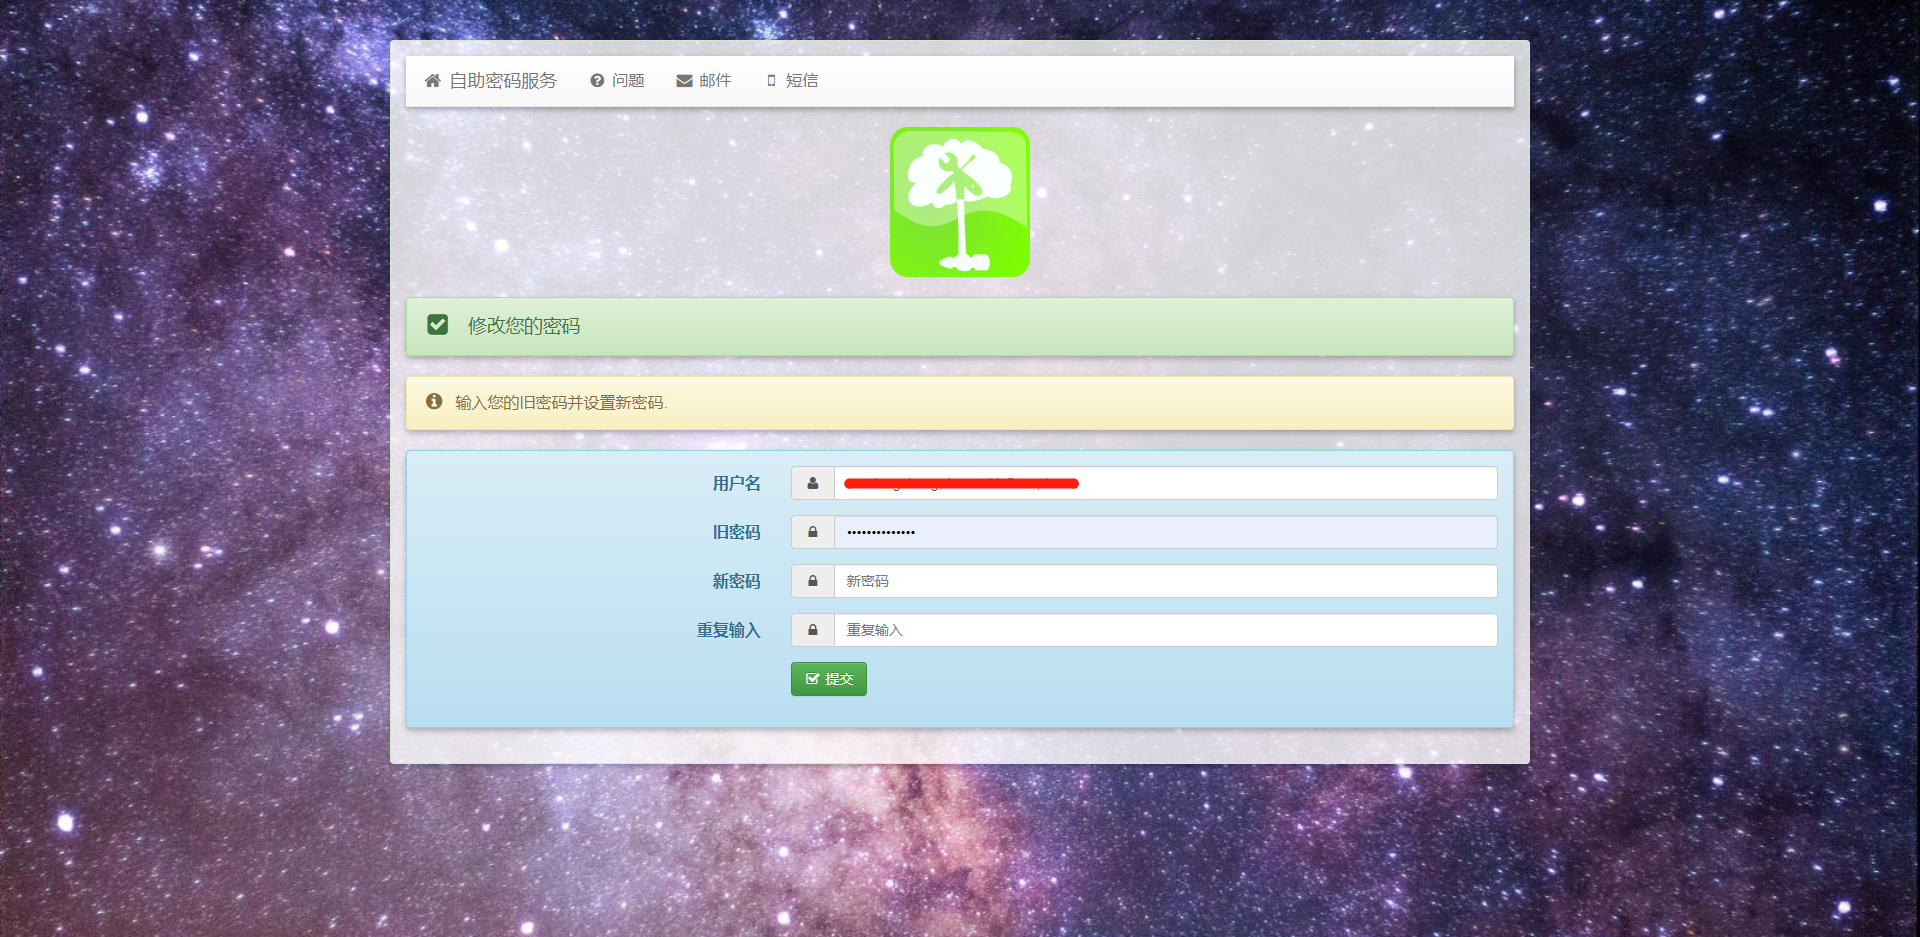 自助密码服务 问题 邮件 短信
修改您的密码
输入您的旧密码并设置新密码.
用户名
旧密码 ••••••••••••••
新密码 新密码
重复输入 重复输入
提交